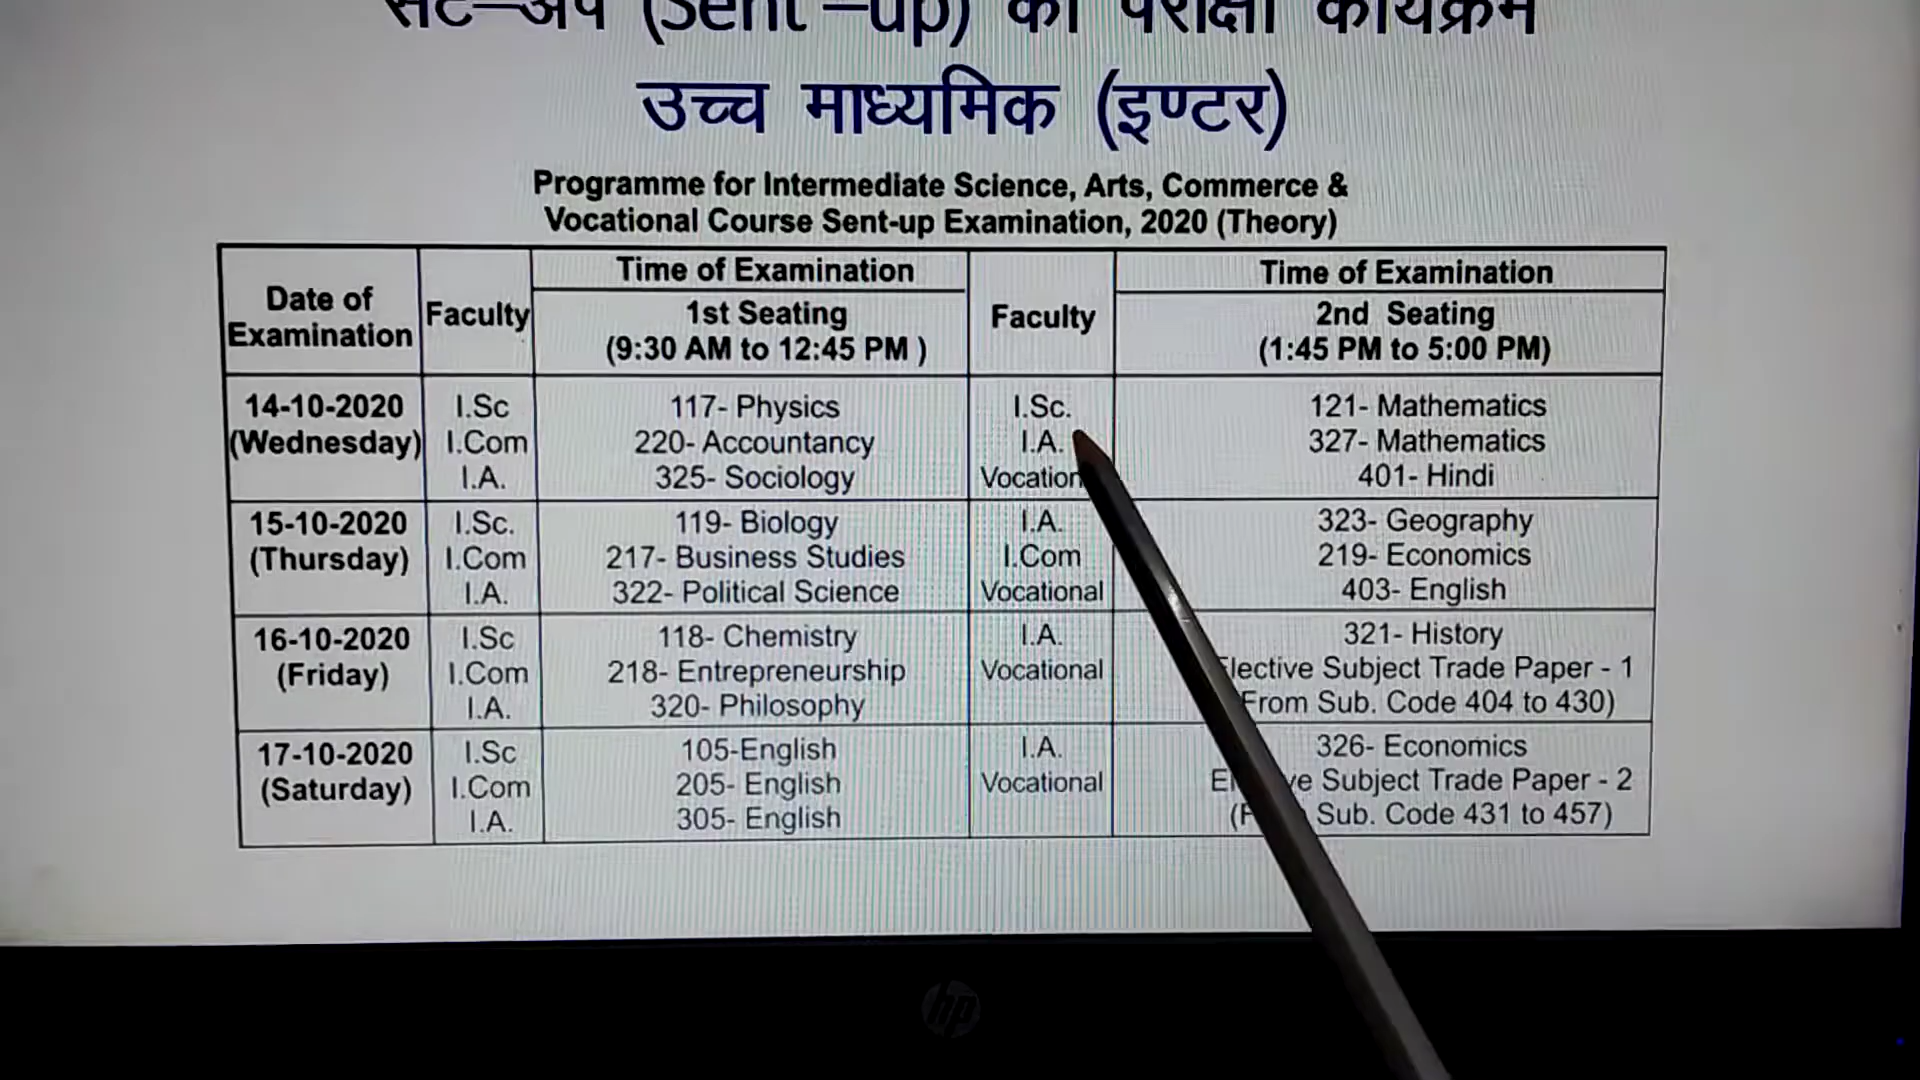 सेंट–अप (Sent –up) की परीक्षा कार्यक्रम
उच्च माध्यमिक (इण्टर)
Programme for Intermediate Science, Arts, Commerce &
Vocational Course Sent-up Examination, 2020 (Theory)
Date of Examination Faculty Time of Examination Faculty Time of Examination
1st Seating 2nd Seating
(9:30 AM to 12:45 PM ) (1:45 PM to 5:00 PM)
14-10-2020 I.Sc 117- Physics I.Sc. 121- Mathematics
(Wednesday) I.Com 220- Accountancy I.A. 327- Mathematics
I.A. 325- Sociology Vocation 401- Hindi
15-10-2020 I.Sc. 119- Biology I.A. 323- Geography
(Thursday) I.Com 217- Business Studies I.Com 219- Economics
I.A. 322- Political Science Vocational 403- English
16-10-2020 I.Sc 118- Chemistry I.A. 321- History
(Friday) I.Com 218- Entrepreneurship Vocational Elective Subject Trade Paper - 1
I.A. 320- Philosophy From Sub. Code 404 to 430)
17-10-2020 I.Sc 105-English I.A. 326- Economics
(Saturday) I.Com 205- English Vocational Subject Trade Paper - 2
I.A. 305- English Sub. Code 431 to 457)
hp